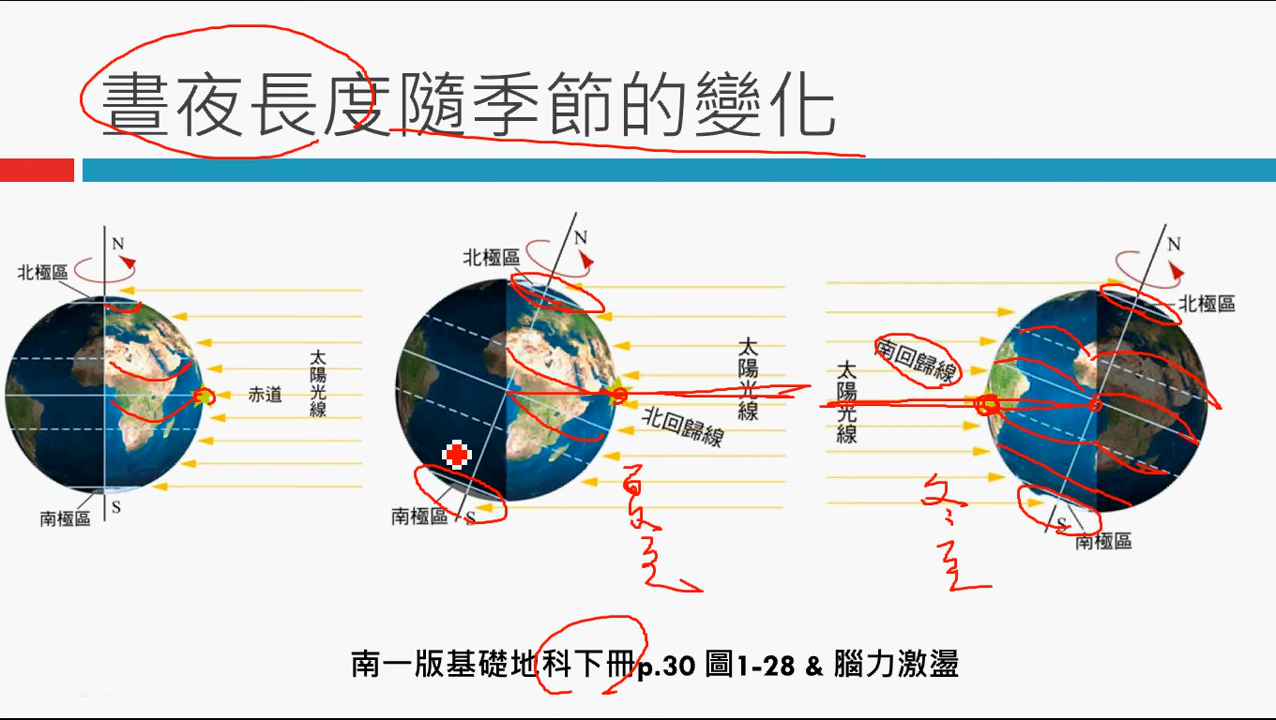 晝夜長度隨季節的變化
N
北極區
太陽光線
赤道
南極區
S
N
北極區
太陽光線
北回歸線
南極區
S
夏至
N
北極區
太陽光線
南回歸線
南極區
S
冬至
南一版基礎地科下冊p.30 圖1-28 & 腦力激盪